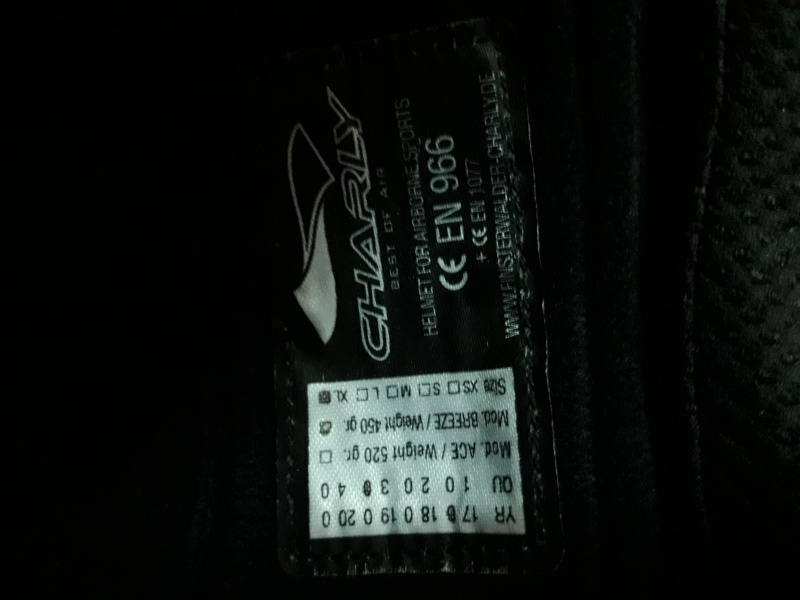 CHARLY
BEST OF AIR
HELMET FOR AIRBORNE SPORTS
CE EN 966
+ CE EN 1077
WWW.FINSTERWALDER-CHARLY.DE
Size XS☐ S☐ M☐ L☐ XL☒
Mod. BREEZE / Weight 450 gr. ☒
Mod. ACE / Weight 520 gr. ☐
QU 1 0 2 0 3 0 4 0
YR 17 0 18 0 19 0 20 0